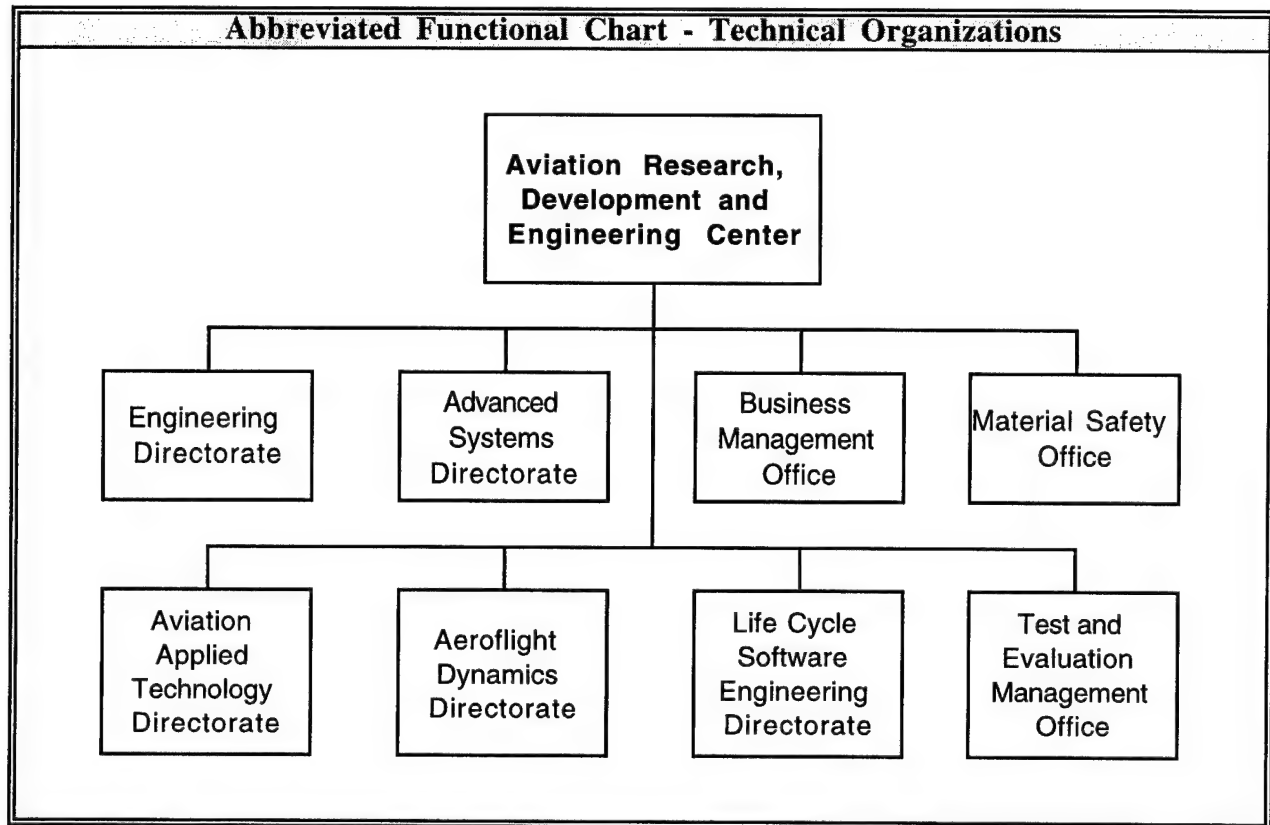 Abbreviated Functional Chart - Technical Organizations
Aviation Research,
Development and
Engineering Center
Engineering
Directorate
Advanced
Systems
Directorate
Business
Management
Office
Material Safety
Office
Aviation
Applied
Technology
Directorate
Aeroflight
Dynamics
Directorate
Life Cycle
Software
Engineering
Directorate
Test and
Evaluation
Management
Office